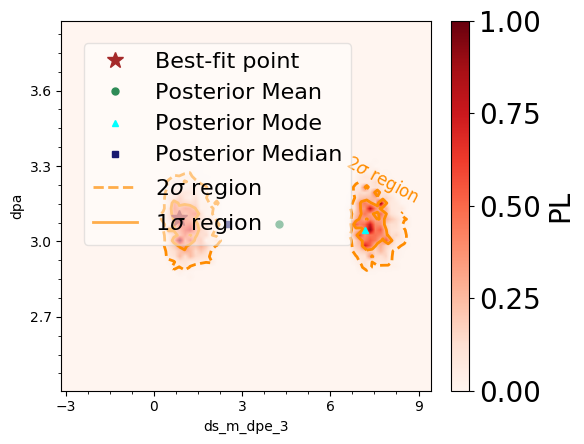 Best-fit point
Posterior Mean
Posterior Mode
Posterior Median
2σ region
1σ region
2σ region
3.6
3.3
3.0
2.7
dpa
−3
0
3
6
9
ds_m_dpe_3
1.00
0.75
0.50
0.25
0.00
PL